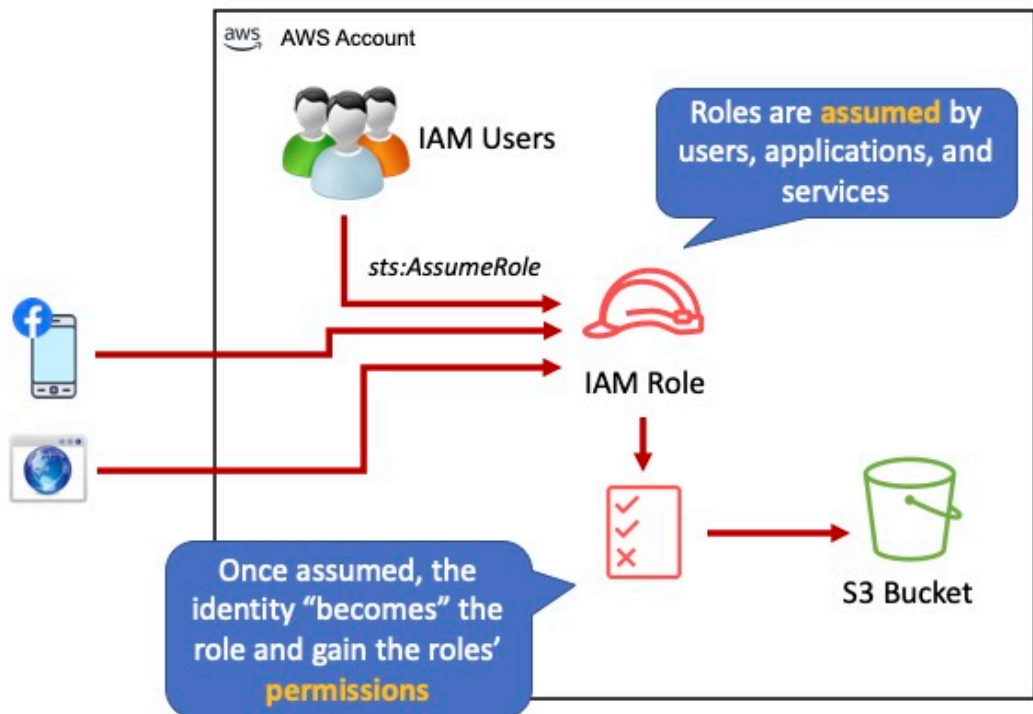 aws
AWS Account
IAM Users
Roles are assumed by
users, applications, and
services
sts:AssumeRole
f
IAM Role
Once assumed, the
identity “becomes” the
role and gain the roles’
permissions
S3 Bucket